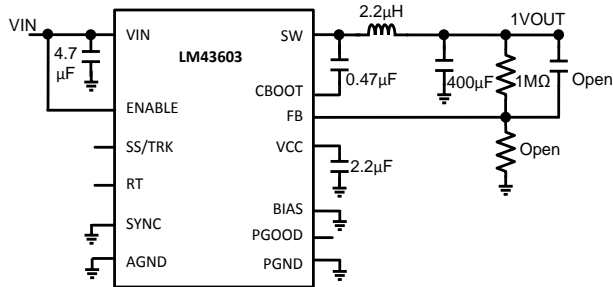 2.2µH
VIN
VIN
SW
1VOUT
4.7
µF
LM43603
0.47µF
400µF
1MΩ
Open
CBOOT
ENABLE
FB
SS/TRK
VCC
Open
2.2µF
RT
BIAS
SYNC
PGOOD
AGND
PGND